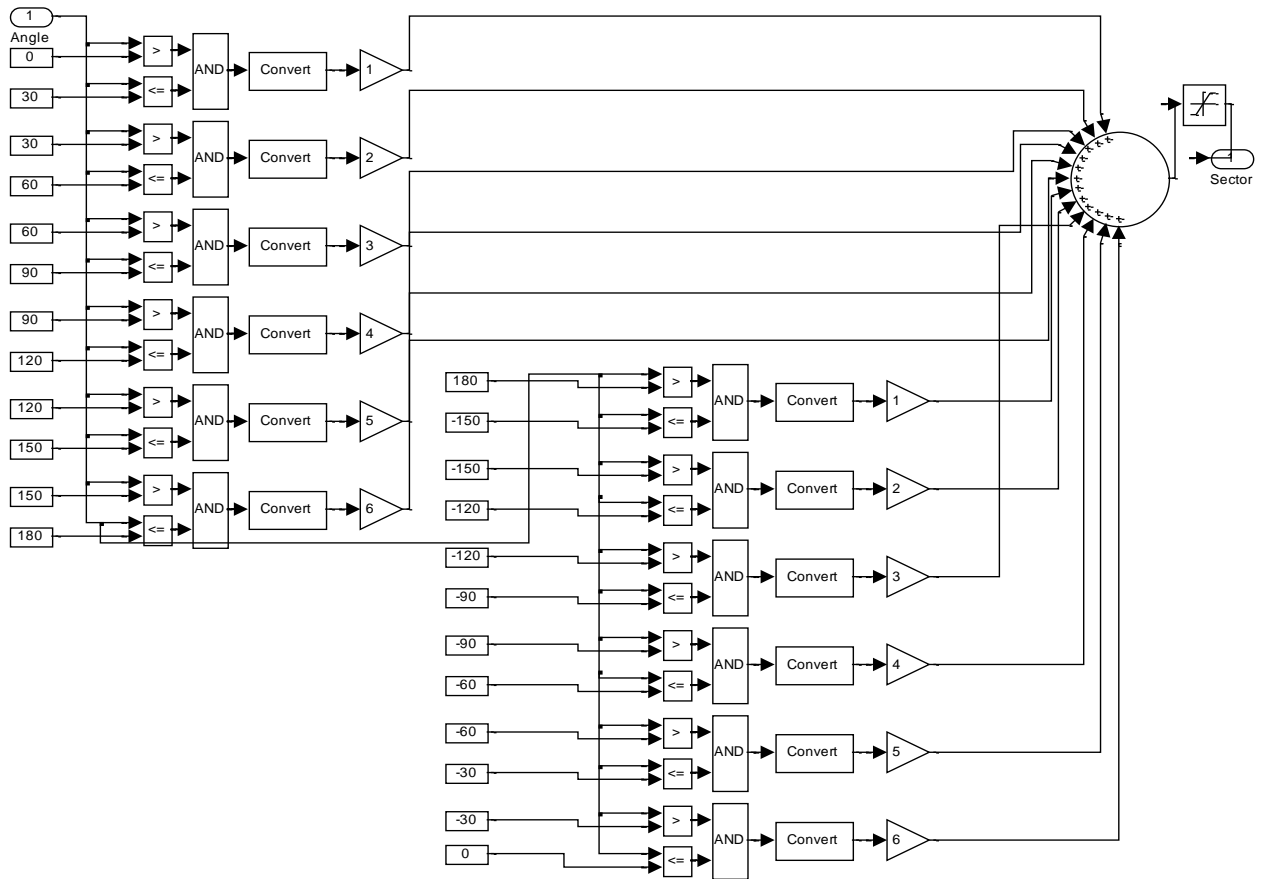 1
Angle
0
>
30
<=
AND
Convert
1
30
>
60
<=
AND
Convert
2
60
>
90
<=
AND
Convert
3
90
>
120
<=
AND
Convert
4
120
>
150
<=
AND
Convert
5
150
>
180
<=
AND
Convert
6
180
>
-150
<=
AND
Convert
1
-150
>
-120
<=
AND
Convert
2
-120
>
-90
<=
AND
Convert
3
-90
>
-60
<=
AND
Convert
4
-60
>
-30
<=
AND
Convert
5
-30
>
0
<=
AND
Convert
6
1
Sector